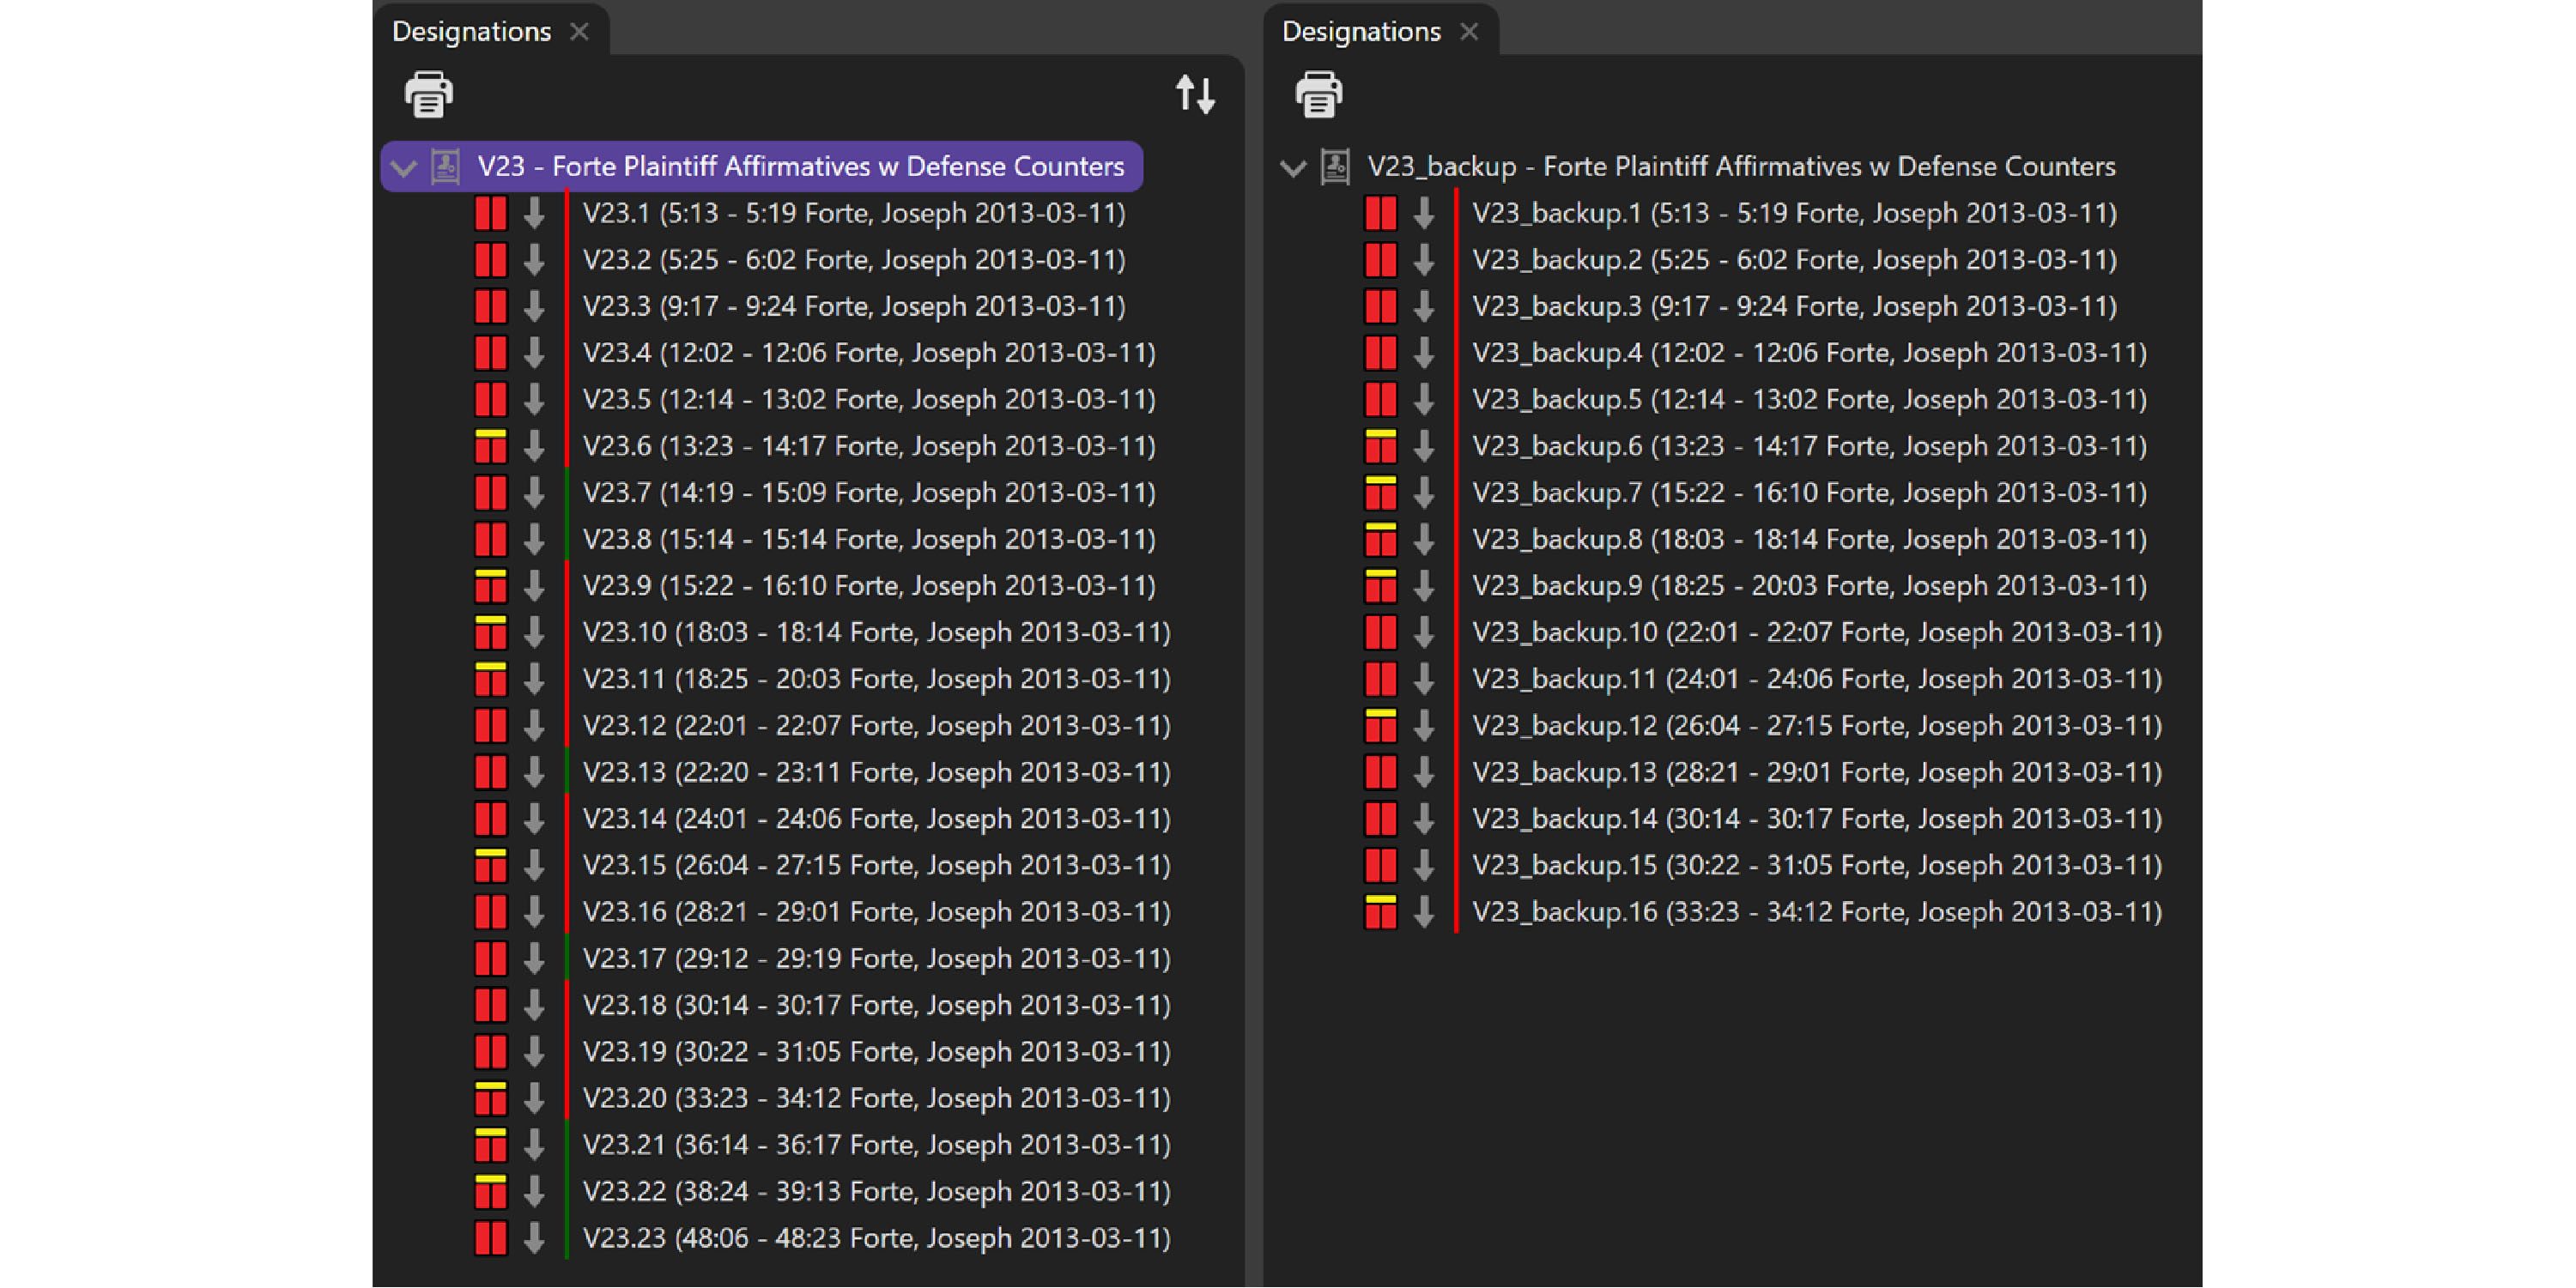 Designations
V23 - Forte Plaintiff Affirmatives w Defense Counters
V23.1 (5:13 - 5:19 Forte, Joseph 2013-03-11)
V23.2 (5:25 - 6:02 Forte, Joseph 2013-03-11)
V23.3 (9:17 - 9:24 Forte, Joseph 2013-03-11)
V23.4 (12:02 - 12:06 Forte, Joseph 2013-03-11)
V23.5 (12:14 - 13:02 Forte, Joseph 2013-03-11)
V23.6 (13:23 - 14:17 Forte, Joseph 2013-03-11)
V23.7 (14:19 - 15:09 Forte, Joseph 2013-03-11)
V23.8 (15:14 - 15:14 Forte, Joseph 2013-03-11)
V23.9 (15:22 - 16:10 Forte, Joseph 2013-03-11)
V23.10 (18:03 - 18:14 Forte, Joseph 2013-03-11)
V23.11 (18:25 - 20:03 Forte, Joseph 2013-03-11)
V23.12 (22:01 - 22:07 Forte, Joseph 2013-03-11)
V23.13 (22:20 - 23:11 Forte, Joseph 2013-03-11)
V23.14 (24:01 - 24:06 Forte, Joseph 2013-03-11)
V23.15 (26:04 - 27:15 Forte, Joseph 2013-03-11)
V23.16 (28:21 - 29:01 Forte, Joseph 2013-03-11)
V23.17 (29:12 - 29:19 Forte, Joseph 2013-03-11)
V23.18 (30:14 - 30:17 Forte, Joseph 2013-03-11)
V23.19 (30:22 - 31:05 Forte, Joseph 2013-03-11)
V23.20 (33:23 - 34:12 Forte, Joseph 2013-03-11)
V23.21 (36:14 - 36:17 Forte, Joseph 2013-03-11)
V23.22 (38:24 - 39:13 Forte, Joseph 2013-03-11)
V23.23 (48:06 - 48:23 Forte, Joseph 2013-03-11)
Designations
V23_backup - Forte Plaintiff Affirmatives w Defense Counters
V23_backup.1 (5:13 - 5:19 Forte, Joseph 2013-03-11)
V23_backup.2 (5:25 - 6:02 Forte, Joseph 2013-03-11)
V23_backup.3 (9:17 - 9:24 Forte, Joseph 2013-03-11)
V23_backup.4 (12:02 - 12:06 Forte, Joseph 2013-03-11)
V23_backup.5 (12:14 - 13:02 Forte, Joseph 2013-03-11)
V23_backup.6 (13:23 - 14:17 Forte, Joseph 2013-03-11)
V23_backup.7 (15:22 - 16:10 Forte, Joseph 2013-03-11)
V23_backup.8 (18:03 - 18:14 Forte, Joseph 2013-03-11)
V23_backup.9 (18:25 - 20:03 Forte, Joseph 2013-03-11)
V23_backup.10 (22:01 - 22:07 Forte, Joseph 2013-03-11)
V23_backup.11 (24:01 - 24:06 Forte, Joseph 2013-03-11)
V23_backup.12 (26:04 - 27:15 Forte, Joseph 2013-03-11)
V23_backup.13 (28:21 - 29:01 Forte, Joseph 2013-03-11)
V23_backup.14 (30:14 - 30:17 Forte, Joseph 2013-03-11)
V23_backup.15 (30:22 - 31:05 Forte, Joseph 2013-03-11)
V23_backup.16 (33:23 - 34:12 Forte, Joseph 2013-03-11)